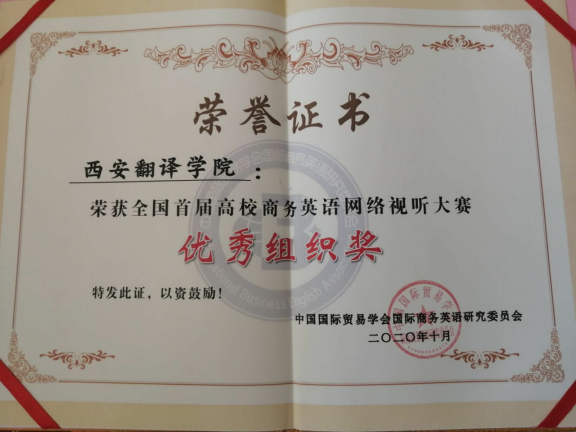 荣誉证书
西安翻译学院：
荣获全国首届高校商务英语网络视听大赛
优秀组织奖
特发此证，以资鼓励！
中国国际贸易学会国际商务英语研究委员会
二〇二〇年十月